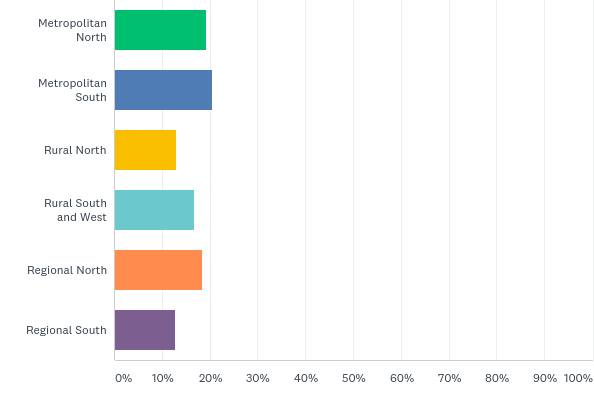 Metropolitan
North
Metropolitan
South
Rural North
Rural South
and West
Regional North
Regional South
0% 10% 20% 30% 40% 50% 60% 70% 80% 90% 100%